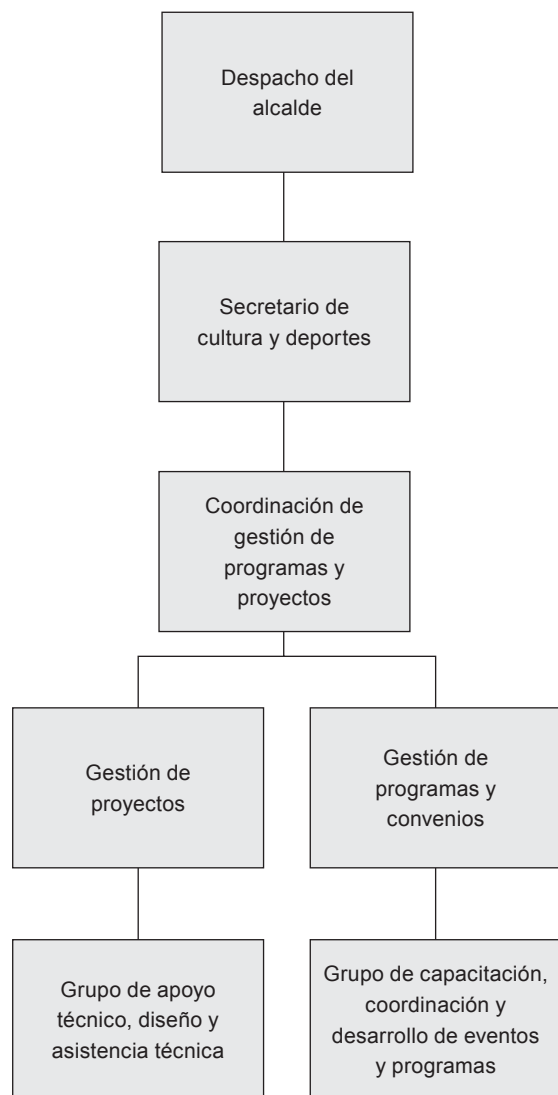 Despacho del
alcalde
Secretario de
cultura y deportes
Coordinación de
gestión de
programas y
proyectos
Gestión de
proyectos
Gestión de
programas y
convenios
Grupo de apoyo
técnico, diseño y
asistencia técnica
Grupo de capacitación,
coordinación y
desarrollo de eventos
y programas